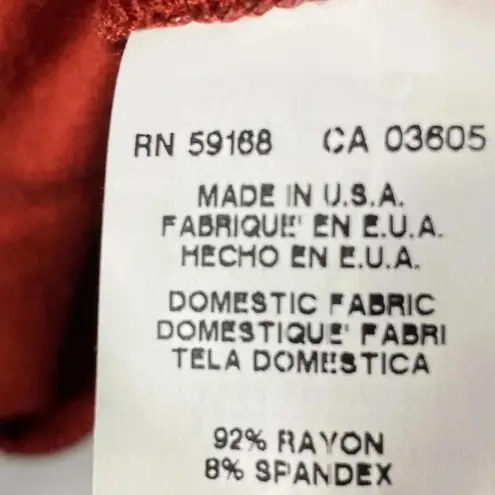 RN 59168 CA 03605
MADE IN U.S.A.
FABRIQUE' EN E.U.A.
HECHO EN E.U.A.
DOMESTIC FABRIC
DOMESTIQUE' FABRI
TELA DOMESTICA
92% RAYON
8% SPANDEX